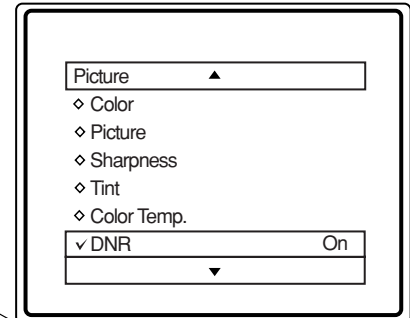 Picture ▲
◇ Color
◇ Picture
◇ Sharpness
◇ Tint
◇ Color Temp.
✓ DNR On
▼